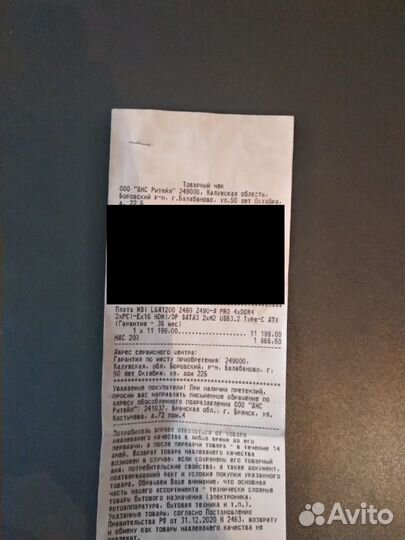 Товарный чек
ООО "ДНС Ритейл" 249000, Калужская область,
Боровский р-н, г.Балабаново, ул.50 лет Октября,
д. 22 Б
Плата MSI LGA1200 Z490 Z490-A PRO 4xDDR4
2xPCI-Ex16 HDMI/DP SATA3 2xM2 USB3.2 Type-C ATX
(Гарантия - 36 мес)
1 x 11 199.00 11 199.00
НДС 20% 1 866.50
Адрес сервисного центра:
Гарантия по месту приобретения: 249000,
Калужская обл, Боровский, р-н, Балабаново, г.
50 лет Октября, ул, дом 22Б
Уважаемые покупатели! При наличии претензий,
просим вас направлять письменное обращение по
адресу обособленного подразделения ООО "ДНС
Ритейл": 241037, Брянская обл., г. Брянск, ул.
Костычева, д.72 пом.4
Потребитель вправе отказаться от товара
надлежащего качества в любое время до его
передачи, а после передачи товара - в течение 14
дней. Возврат товара надлежащего качества
возможен в случае, если сохранены его товарный
вид, потребительские свойства, а также документ,
подтверждающий факт и условия покупки указанного
товара. Обращаем Ваше внимание, что основная
часть нашего ассортимента - технически сложные
товары бытового назначения (электроника,
фотоаппаратура, бытовая техника и т.п.).
Указанные товары, согласно Постановлению
Правительства РФ от 31.12.2020 N 2463, возврату
и обмену как товары надлежащего качества не
подлежат.
Avito